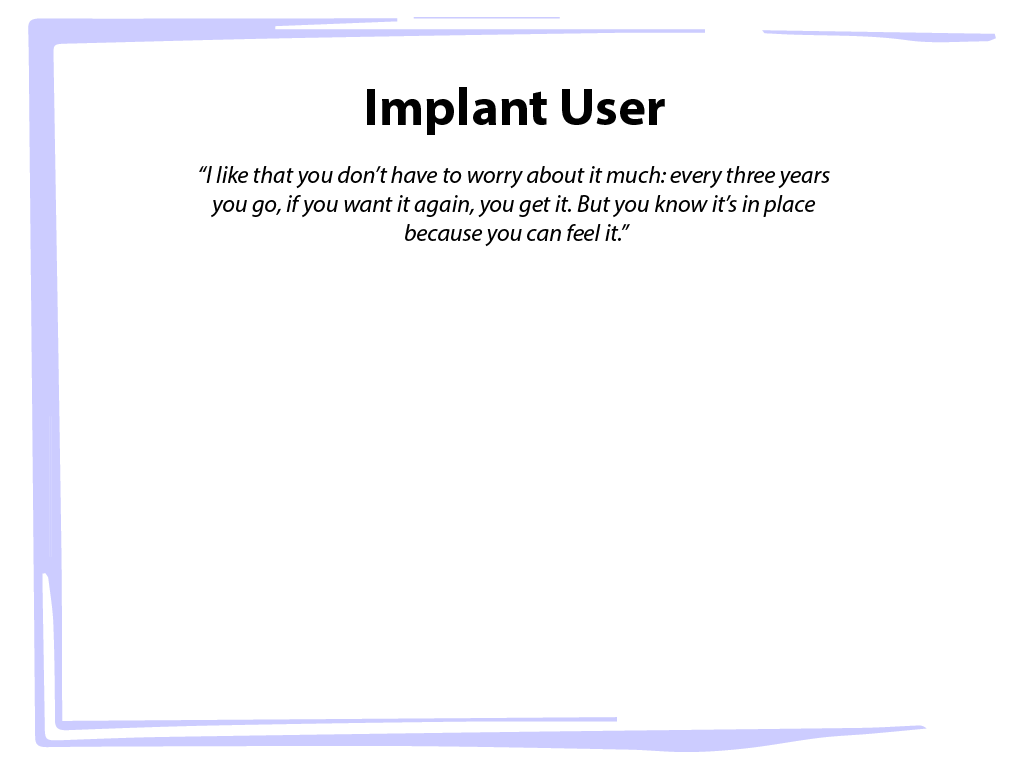 Implant User
“I like that you don’t have to worry about it much: every three years
you go, if you want it again, you get it. But you know it’s in place
because you can feel it.”